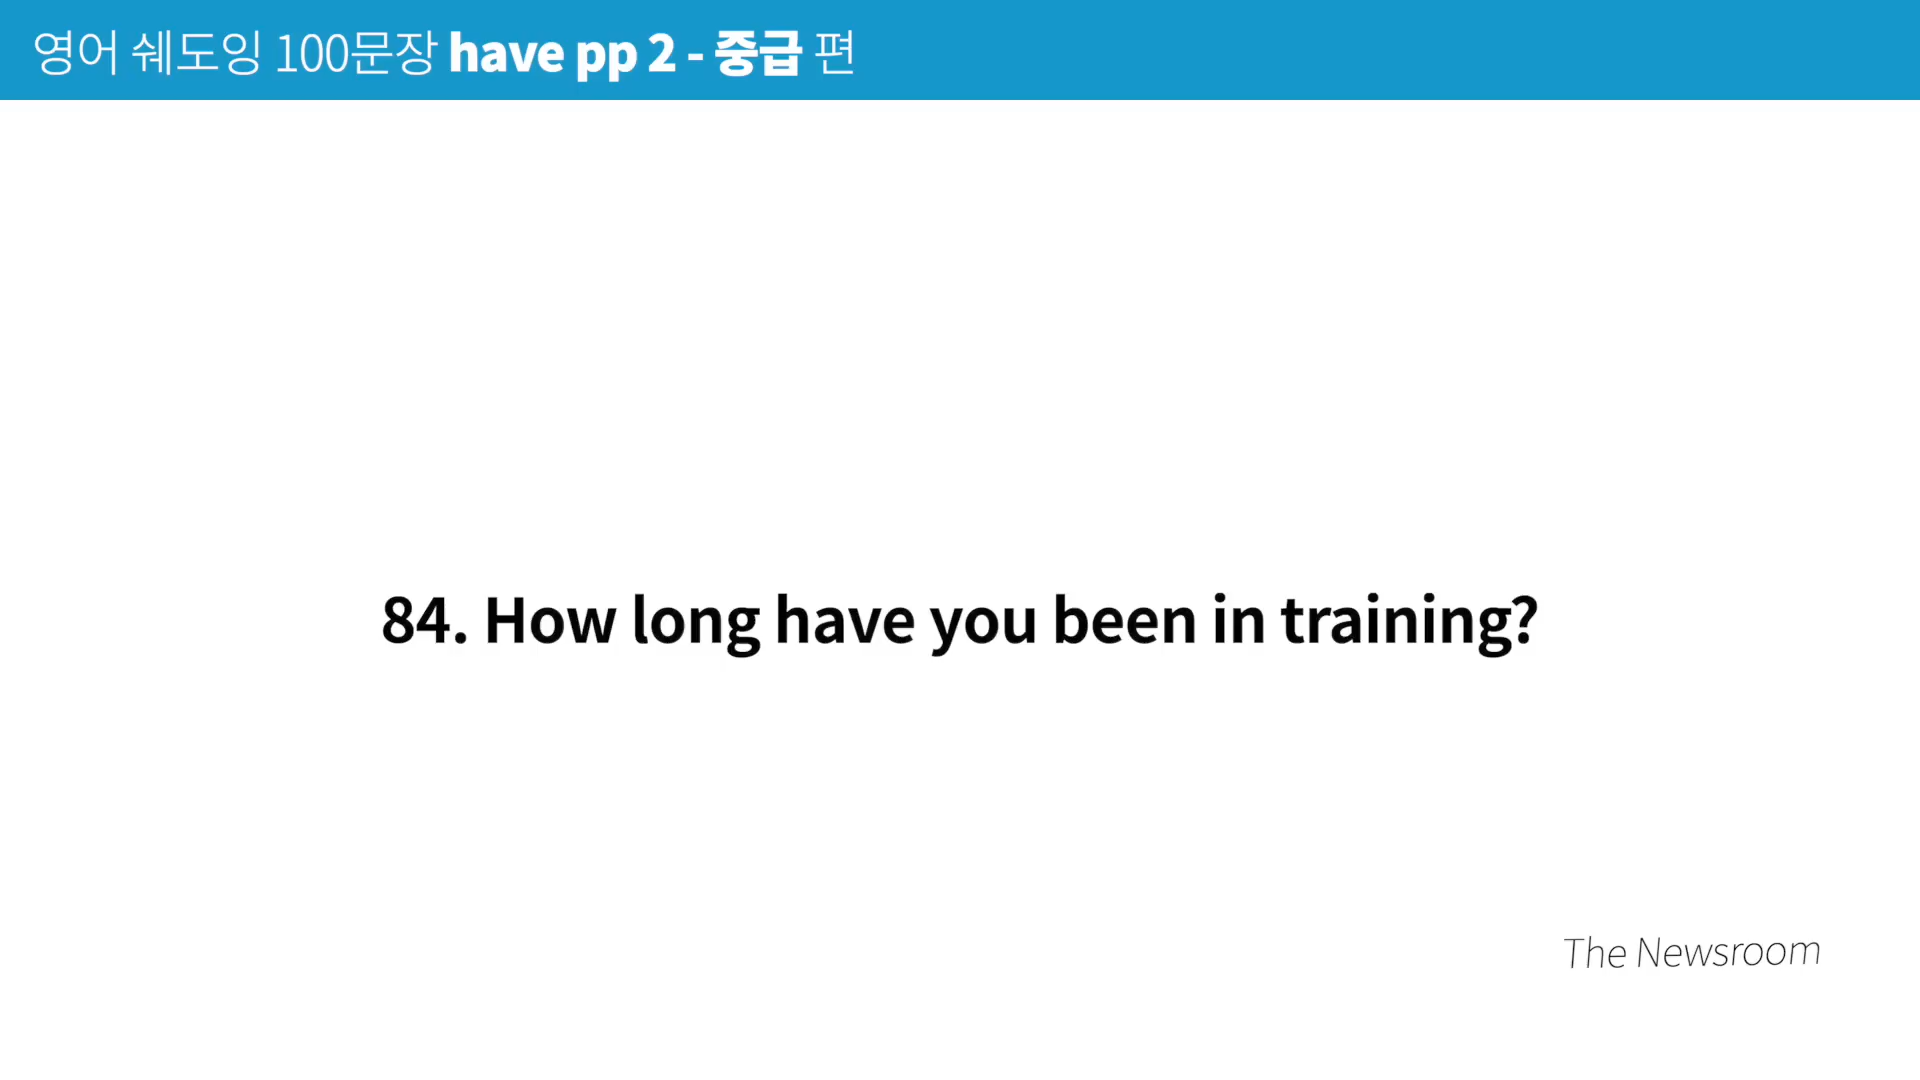 영어 쉐도잉 100문장 have pp 2 - 중급 편
84. How long have you been in training?
The Newsroom